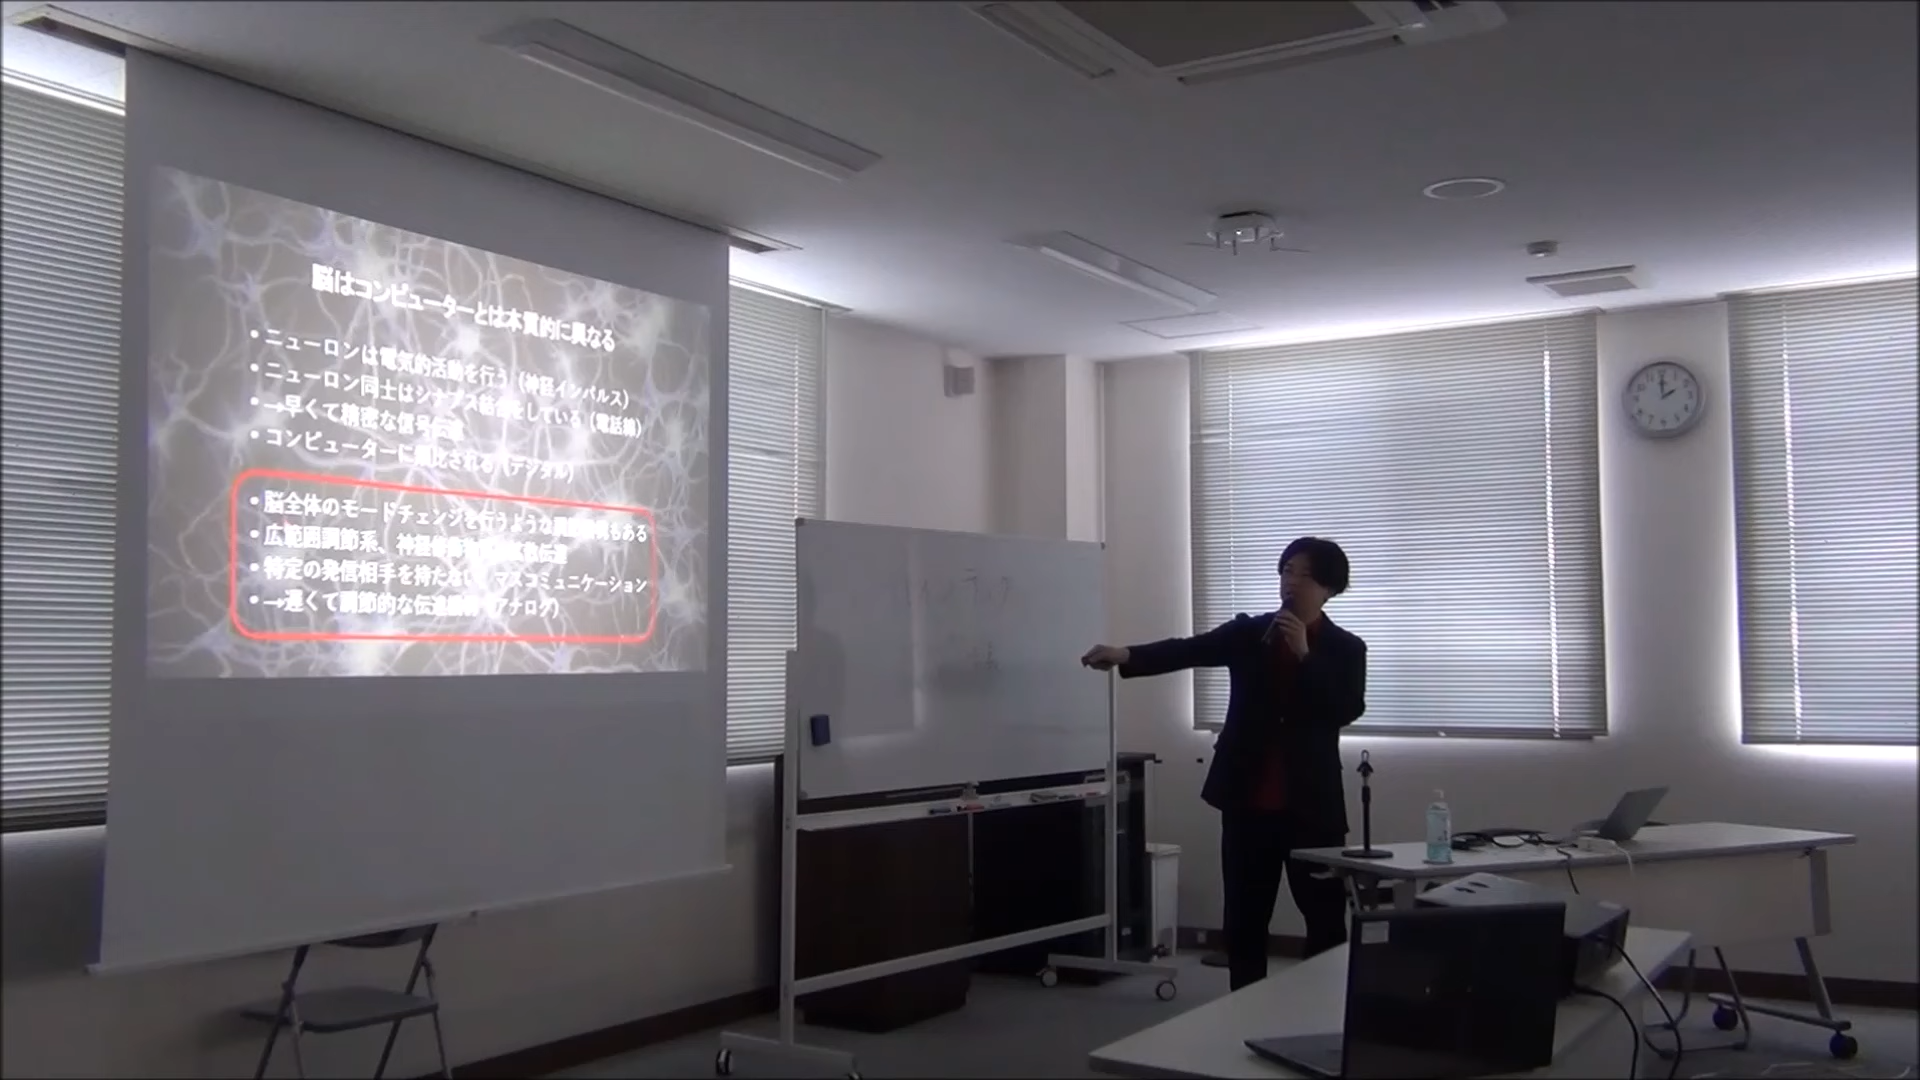 脳はコンピューターとは本質的に異なる
・ニューロンは電気的活動を行う（神経インパルス）
・ニューロン同士はシナプス結合をしている（電話線）
・→早くて精密な信号伝達
・コンピューターに類比される（デジタル）
・脳全体のモードチェンジを行うような もある
・広範囲調節系、神経 伝達
・特定の発信相手を持たない マスコミュニケーション
・→遅くて調節的な伝達 （アナログ）